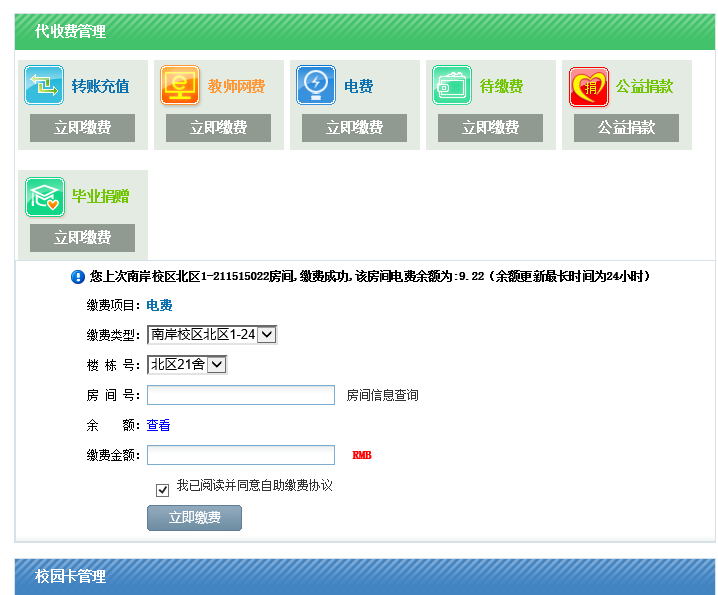 代收费管理
转账充值 教师网费 电费 待缴费 公益捐款
立即缴费 立即缴费 立即缴费 立即缴费 公益捐款
毕业捐赠
立即缴费
您上次南岸校区北区1-211515022房间,缴费成功,该房间电费余额为:9.22（余额更新最长时间为24小时）
缴费项目：电费
缴费类型：南岸校区北区1-24
楼 栋 号：北区21舍
房 间 号： 房间信息查询
余 额：查看
缴费金额： RMB
我已阅读并同意自助缴费协议
立即缴费
校园卡管理